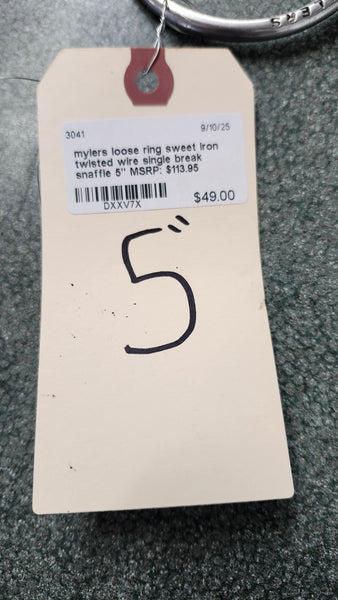 LERS
3041 9/10/25
mylers loose ring sweet iron
twisted wire single break
snaffle 5" MSRP: $113.95
DXXV7X $49.00
5"